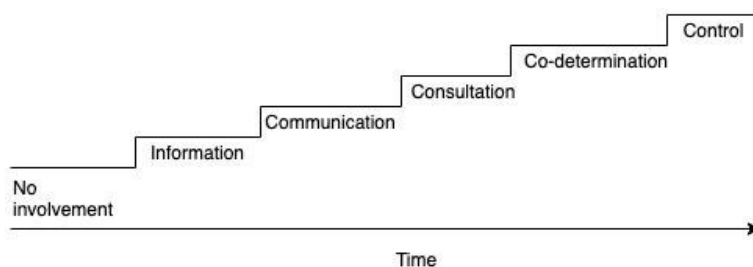 Control
Co-determination
Consultation
Communication
Information
No
involvement
Time